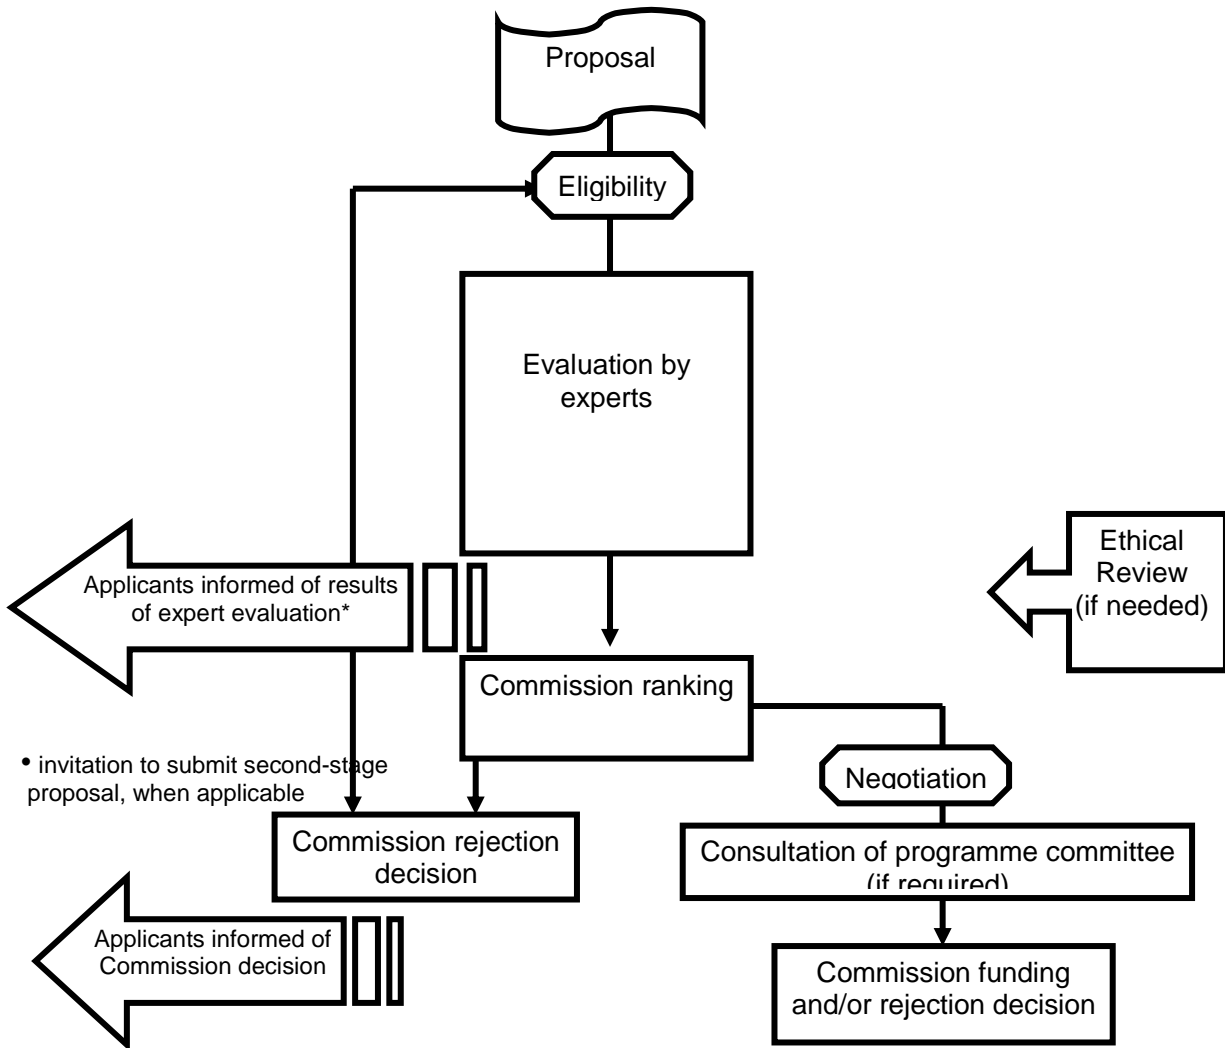 Proposal
Eligibility
Evaluation by
experts
Ethical
Review
(if needed)
Applicants informed of results
of expert evaluation*
Commission ranking
• invitation to submit second-stage
proposal, when applicable
Negotiation
Commission rejection
decision
Consultation of programme committee
(if required)
Applicants informed of
Commission decision
Commission funding
and/or rejection decision